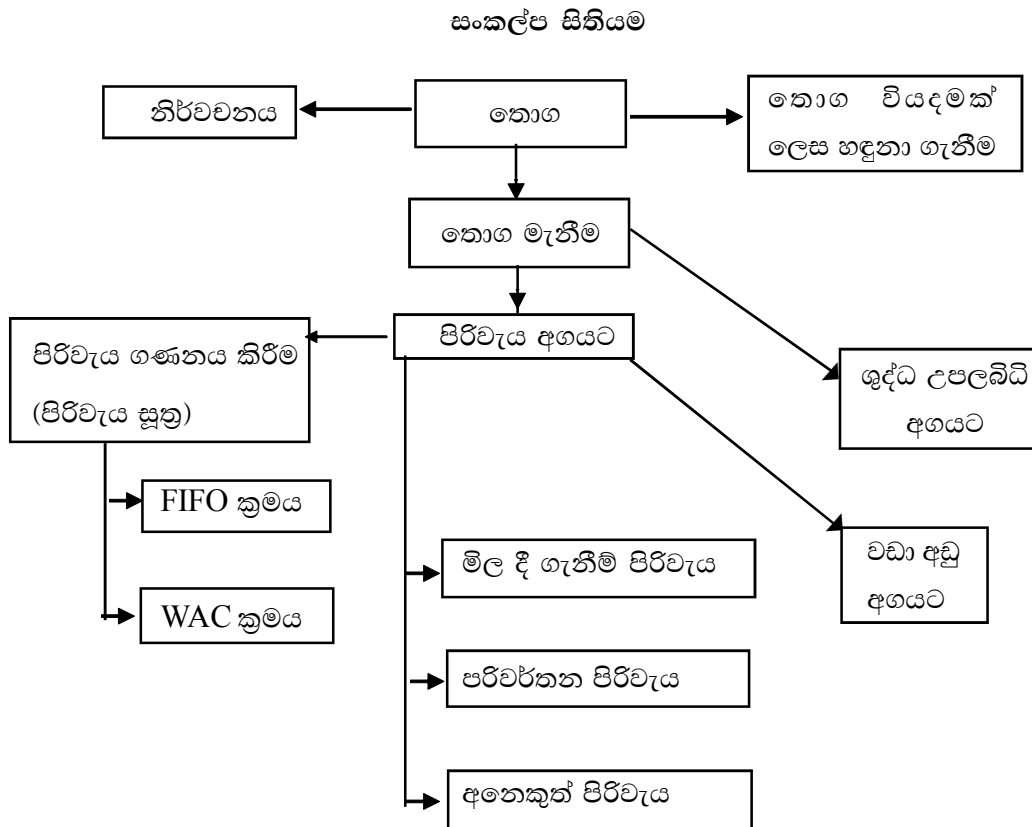 සංකල්ප සිතියම
නිර්වචනය
තොග
තොග වියදමක්
ලෙස හඳුනා ගැනීම
තොග මැනීම
පිරිවැය අගයට
පිරිවැය ගණනය කිරීම
(පිරිවැය සූත්‍ර)
ශුද්ධ උපලබිධි
අගයට
FIFO ක්‍රමය
WAC ක්‍රමය
මිල දී ගැනීම් පිරිවැය
වඩා අඩු
අගයට
පරිවර්තන පිරිවැය
අනෙකුත් පිරිවැය